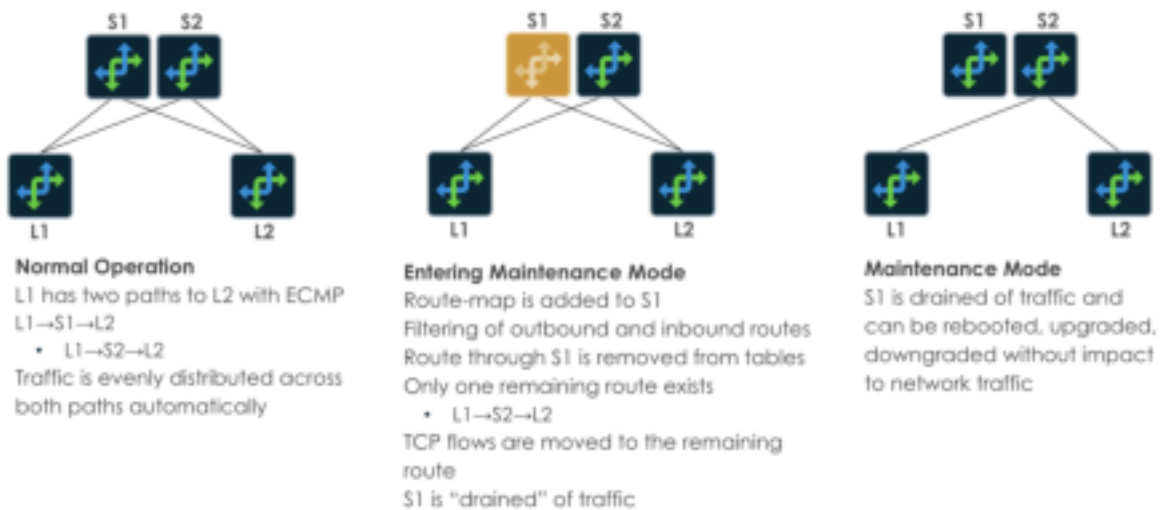 S1 S2
L1 L2
Normal Operation
L1 has two paths to L2 with ECMP
L1→S1→L2
• L1→S2→L2
Traffic is evenly distributed across
both paths automatically
S1 S2
L1 L2
Entering Maintenance Mode
Route-map is added to S1
Filtering of outbound and inbound routes
Route through S1 is removed from tables
Only one remaining route exists
• L1→S2→L2
TCP flows are moved to the remaining
route
S1 is “drained” of traffic
S1 S2
L1 L2
Maintenance Mode
S1 is drained of traffic and
can be rebooted, upgraded,
downgraded without impact
to network traffic